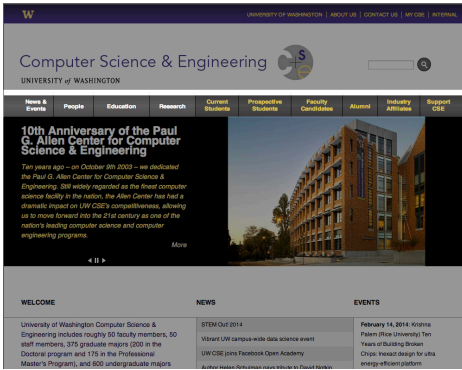 W
UNIVERSITY OF WASHINGTON | ABOUT US | CONTACT US | MY CSE | INTERNAL
Computer Science & Engineering
UNIVERSITY of WASHINGTON
News & Events People Education Research Current Students Prospective Students Faculty Candidates Alumni Industry Affiliates Support CSE
10th Anniversary of the Paul
G. Allen Center for Computer
Science & Engineering
Ten years ago – on October 9th 2003 – we dedicated
the Paul G. Allen Center for Computer Science &
Engineering. Still widely regarded as the finest computer
science facility in the nation, the Allen Center has had a
dramatic impact on UW CSE's competitiveness, allowing
us to move forward into the 21st century as one of the
nation's leading computer science and computer
engineering programs.
More
WELCOME
University of Washington Computer Science &
Engineering includes roughly 50 faculty members, 50
staff members, 375 graduate majors (200 in the
Doctoral program and 175 in the Professional
Master's Program), and 600 undergraduate majors
NEWS
STEM Out! 2014
Vibrant UW campus-wide data science event
UW CSE joins Facebook Open Academy
Author Helen Schulman pays tribute to David Notkin
EVENTS
February 14, 2014: Krishna
Palem (Rice University) Ten
Years of Building Broken
Chips: Inexact design for ultra
energy-efficient platform